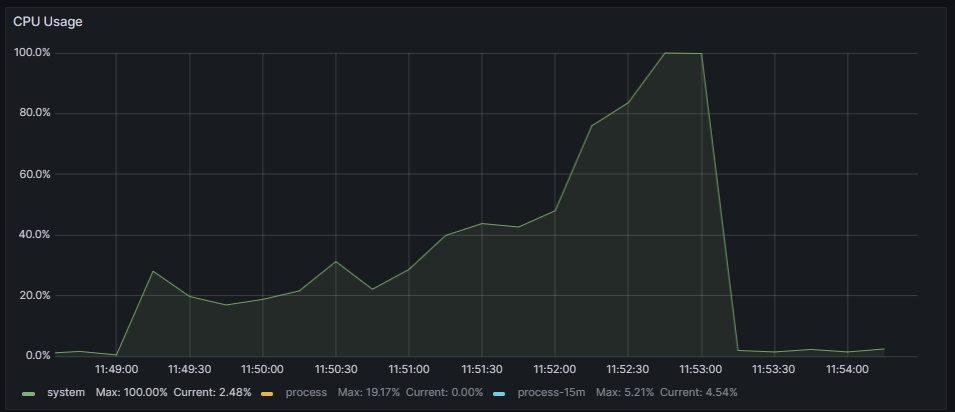 CPU Usage
100.0%
80.0%
60.0%
40.0%
20.0%
0.0%
11:49:00 11:49:30 11:50:00 11:50:30 11:51:00 11:51:30 11:52:00 11:52:30 11:53:00 11:53:30 11:54:00
system Max: 100.00% Current: 2.48% process Max: 19.17% Current: 0.00% process-15m Max: 5.21% Current: 4.54%